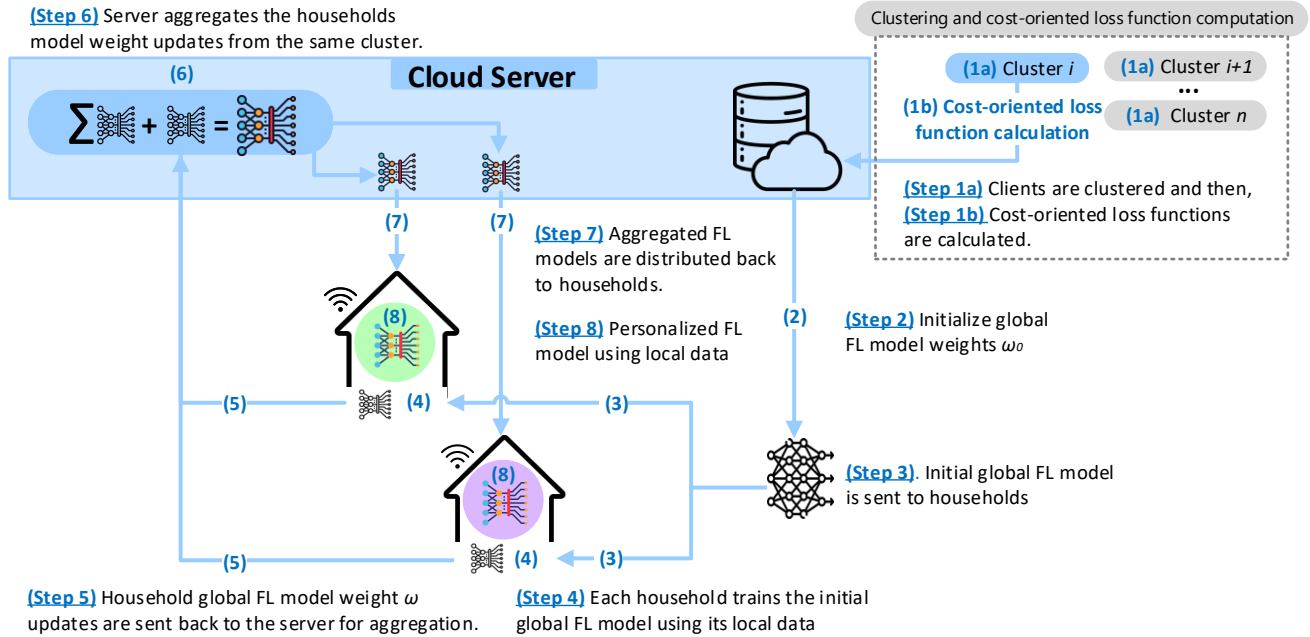 (Step 6) Server aggregates the households
model weight updates from the same cluster.
Clustering and cost-oriented loss function computation
(6)
Cloud Server
(1a) Cluster i
(1a) Cluster i+1
...
(1a) Cluster n
(1b) Cost-oriented loss
function calculation
∑ + =
(Step 1a) Clients are clustered and then,
(Step 1b) Cost-oriented loss functions
are calculated.
(7)
(7)
(Step 7) Aggregated FL
models are distributed back
to households.
(8)
(Step 8) Personalized FL
model using local data
(2)
(Step 2) Initialize global
FL model weights ω₀
(5)
(4)
(3)
(8)
(Step 3). Initial global FL model
is sent to households
(5)
(4)
(3)
(Step 5) Household global FL model weight ω
updates are sent back to the server for aggregation.
(Step 4) Each household trains the initial
global FL model using its local data